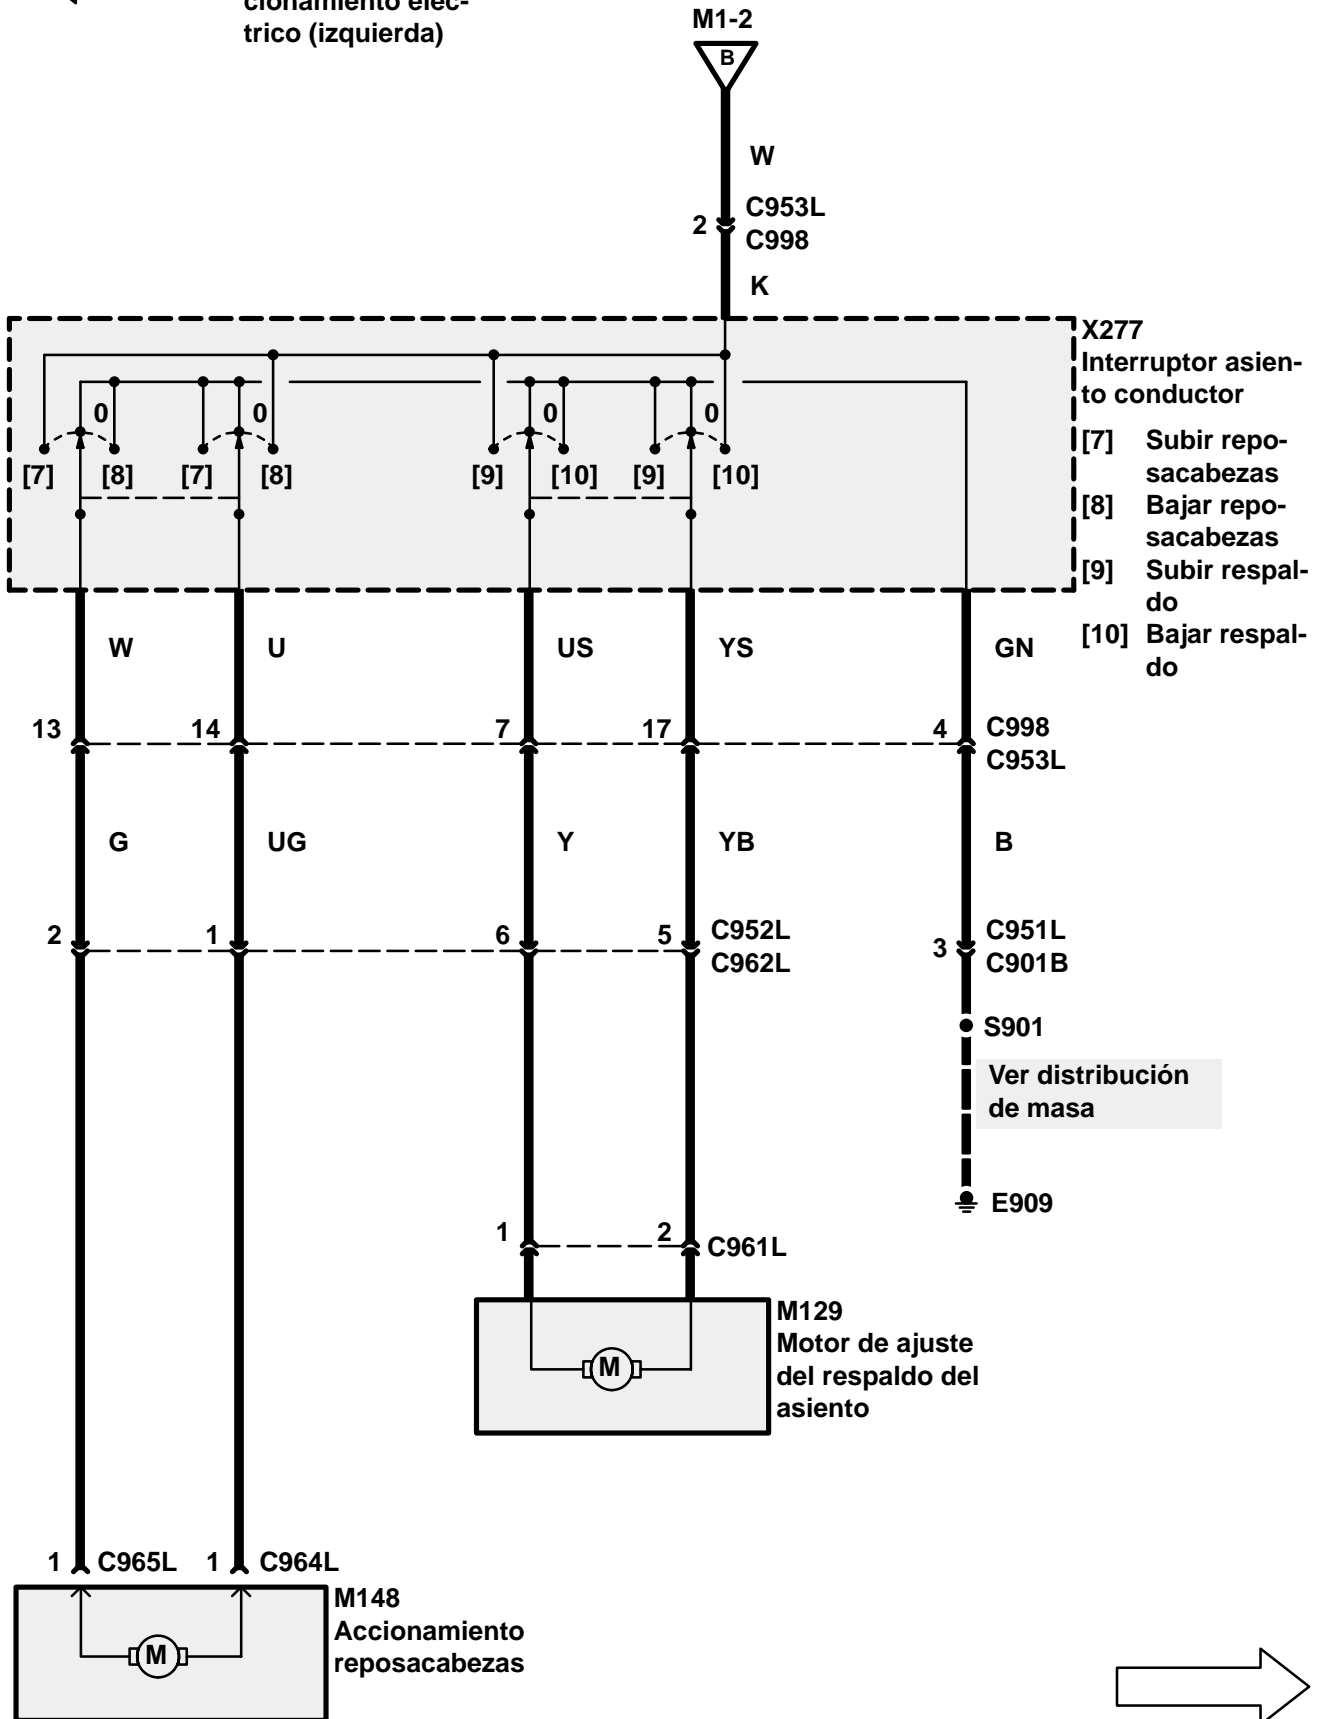 cionamiento eléc-
trico (izquierda)
M1-2
B
W
2
C953L
C998
K
X277
Interruptor asien-
to conductor
0 0 0 0
[7] [8] [7] [8] [9] [10] [9] [10]
[7] Subir repo-
sacabezas
[8] Bajar repo-
sacabezas
[9] Subir respal-
do
[10] Bajar respal-
do
W U US YS GN
13 14 7 17 4
C998
C953L
G UG Y YB B
2 1 6 5
C952L
C962L
3
C951L
C901B
S901
Ver distribución
de masa
E909
1 2 C961L
M129
Motor de ajuste
del respaldo del
asiento
M
1 C965L 1 C964L
M148
Accionamiento
reposacabezas
M